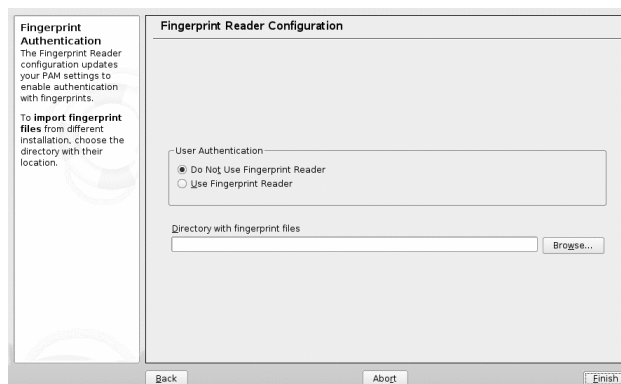 Fingerprint
Authentication
The Fingerprint Reader
configuration updates
your PAM settings to
enable authentication
with fingerprints.
To import fingerprint
files from different
installation, choose the
directory with their
location.
Fingerprint Reader Configuration
User Authentication
Do Not Use Fingerprint Reader
Use Fingerprint Reader
Directory with fingerprint files
Browse...
Back
Abort
Finish